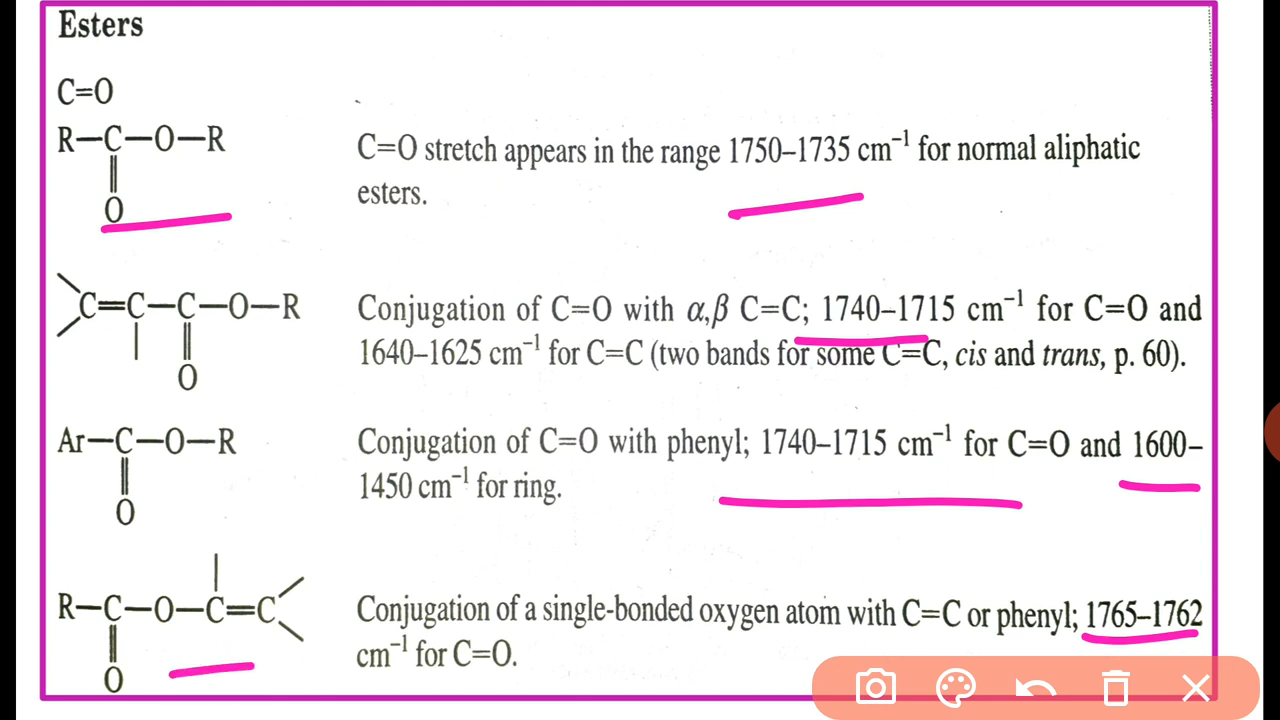 Esters
C=O
R—C—O—R
O
C=O stretch appears in the range 1750–1735 cm⁻¹ for normal aliphatic
esters.
C=C—C—O—R
O
Conjugation of C=O with α,β C=C; 1740–1715 cm⁻¹ for C=O and
1640–1625 cm⁻¹ for C=C (two bands for some C=C, cis and trans, p. 60).
Ar—C—O—R
O
Conjugation of C=O with phenyl; 1740–1715 cm⁻¹ for C=O and 1600–
1450 cm⁻¹ for ring.
R—C—O—C=C
O
Conjugation of a single-bonded oxygen atom with C=C or phenyl; 1765–1762
cm⁻¹ for C=O.